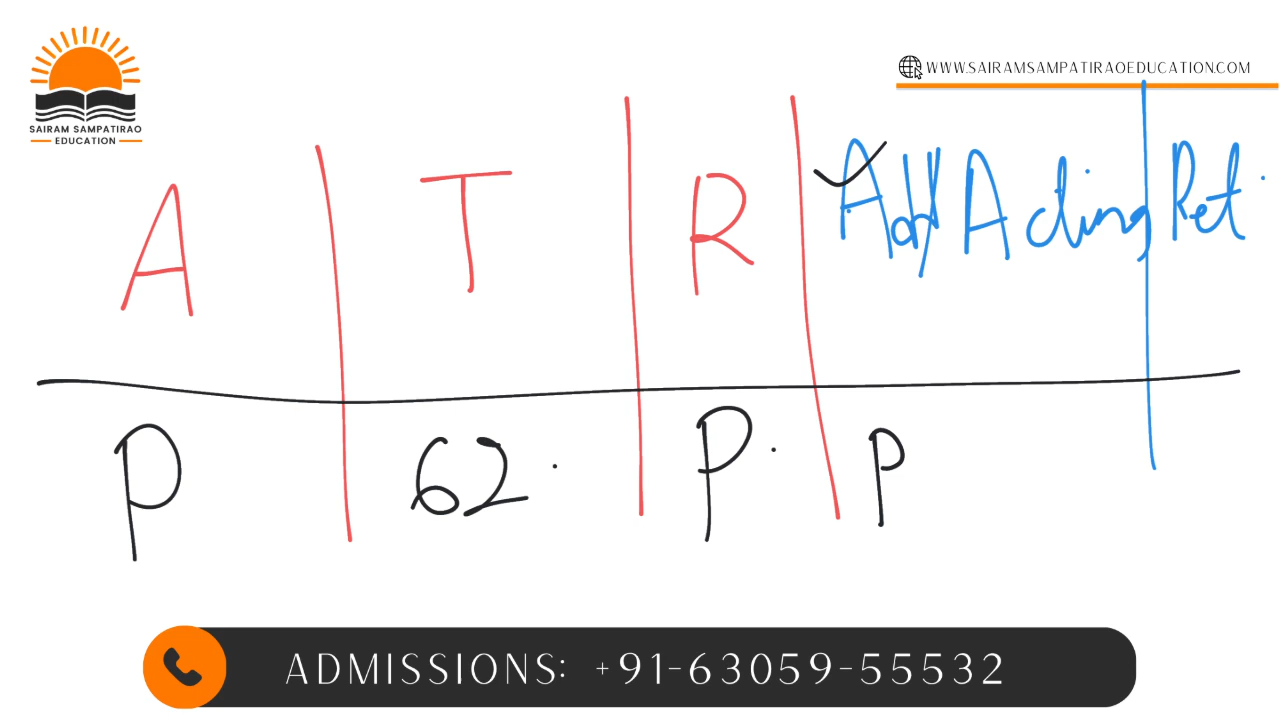 SAIRAM SAMPATIRAO
EDUCATION
WWW.SAIRAMSAMPATIRAOEDUCATION.COM
A T R Acting Ret.
P 62. P. P
ADMISSIONS: +91-63059-55532